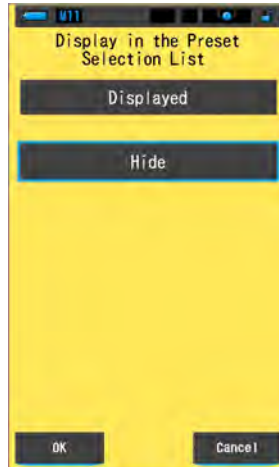 M11
Display in the Preset
Selection List
Displayed
Hide
OK
Cancel